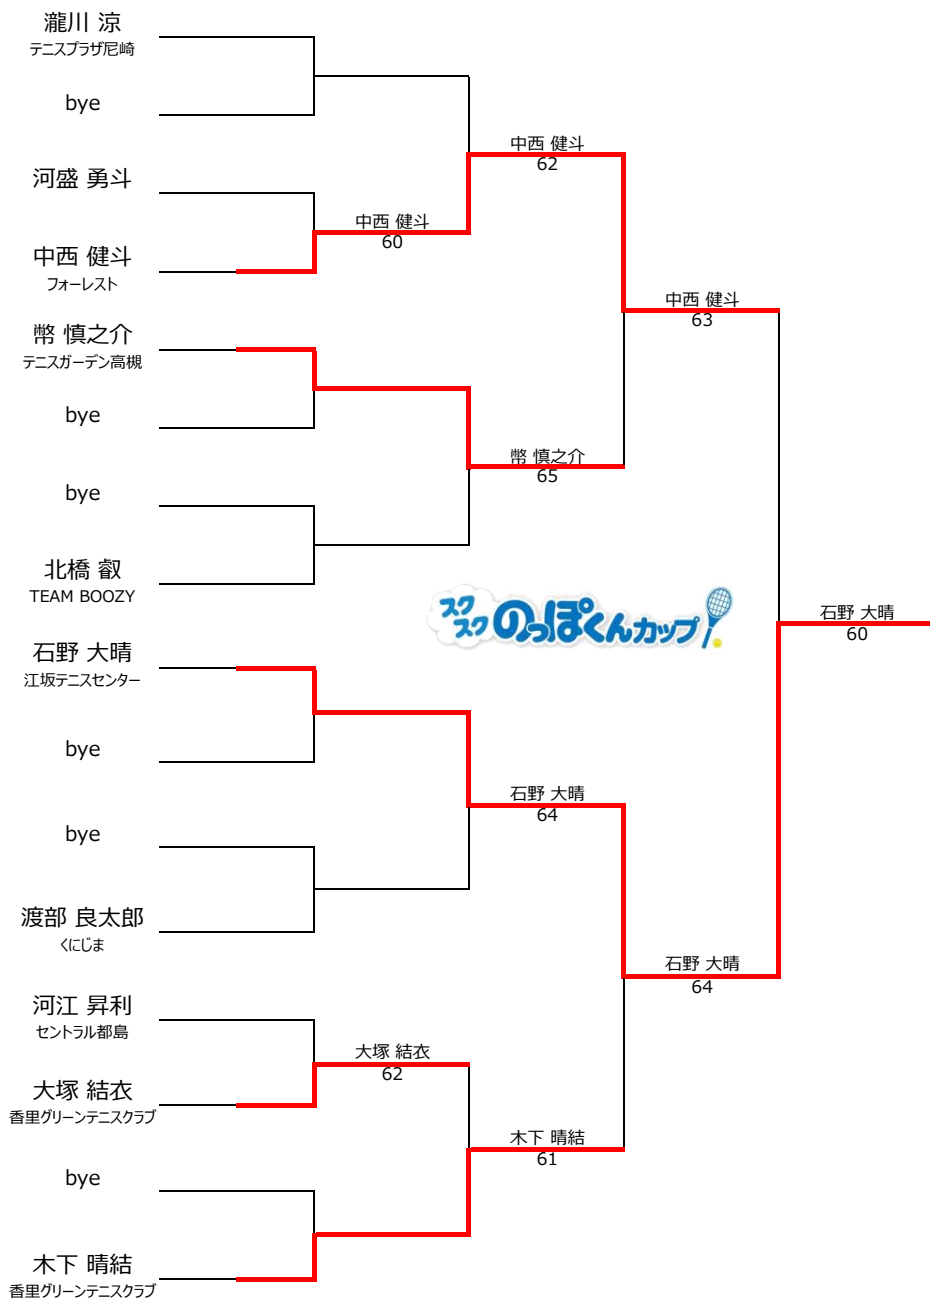 瀧川 涼
テニスプラザ尼崎
bye
中西 健斗
62
河盛 勇斗
中西 健斗
60
中西 健斗
フォーレスト
中西 健斗
63
幣 慎之介
テニスガーデン高槻
bye
幣 慎之介
65
bye
北橋 叡
TEAM BOOZY
スクスク のっぽくんカップ
石野 大晴
60
石野 大晴
江坂テニスセンター
bye
石野 大晴
64
bye
渡部 良太郎
くにじま
石野 大晴
64
河江 昇利
セントラル都島
大塚 結衣
62
大塚 結衣
香里グリーンテニスクラブ
木下 晴結
61
bye
木下 晴結
香里グリーンテニスクラブ